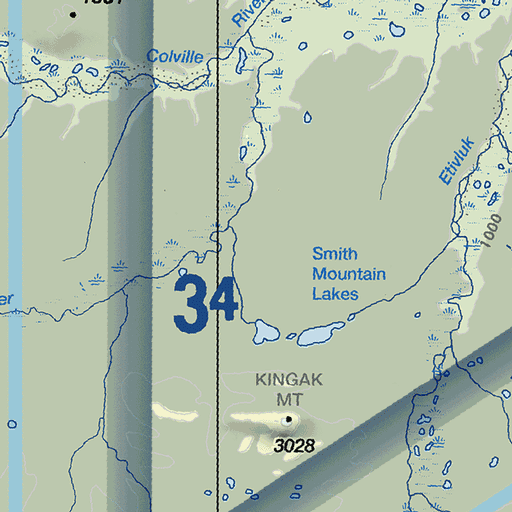 River
Colville
Etivluk
1000
Smith
Mountain
Lakes
34
KINGAK
MT
3028